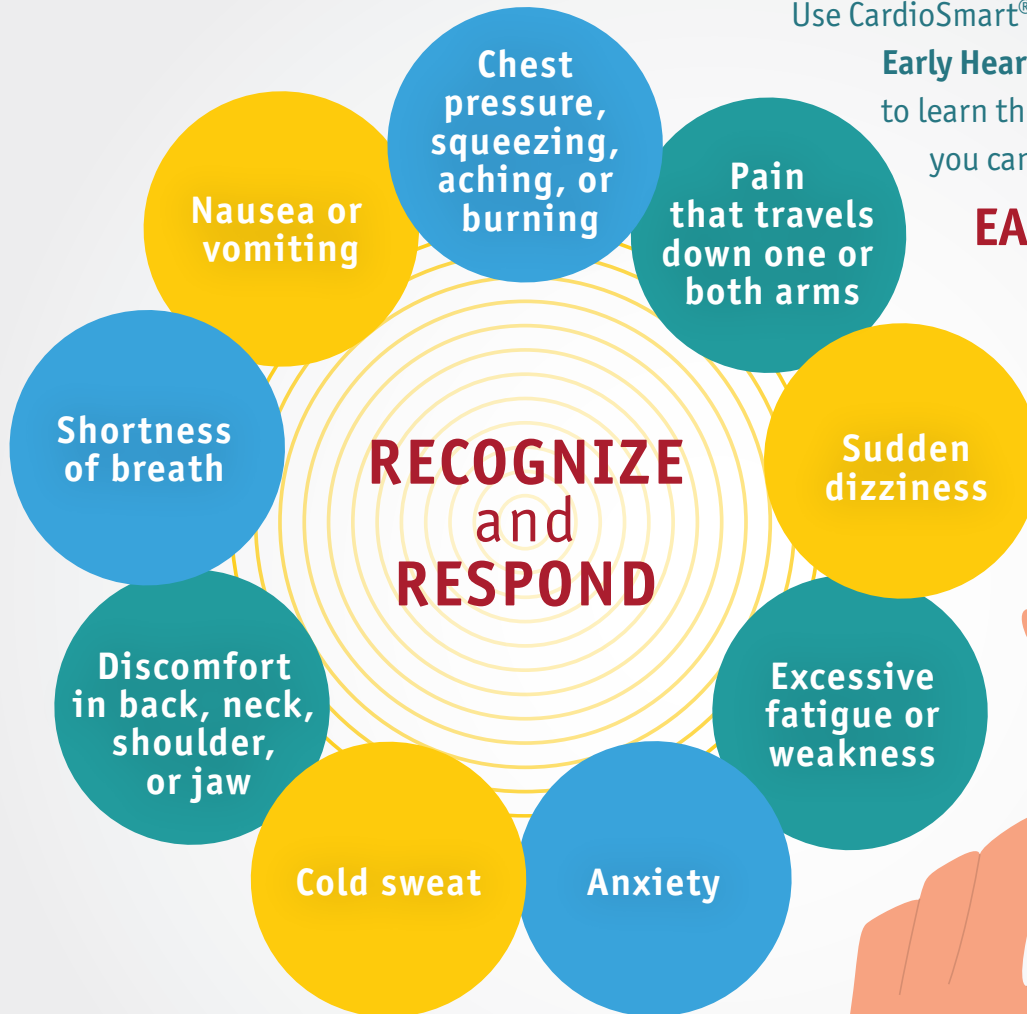 Use CardioSmart®
Early Hear
to learn th
you can
EA
Chest
pressure,
squeezing,
aching, or
burning
Pain
that travels
down one or
both arms
Sudden
dizziness
Excessive
fatigue or
weakness
Anxiety
Cold sweat
Discomfort
in back, neck,
shoulder,
or jaw
Shortness
of breath
Nausea or
vomiting
RECOGNIZE
and
RESPOND